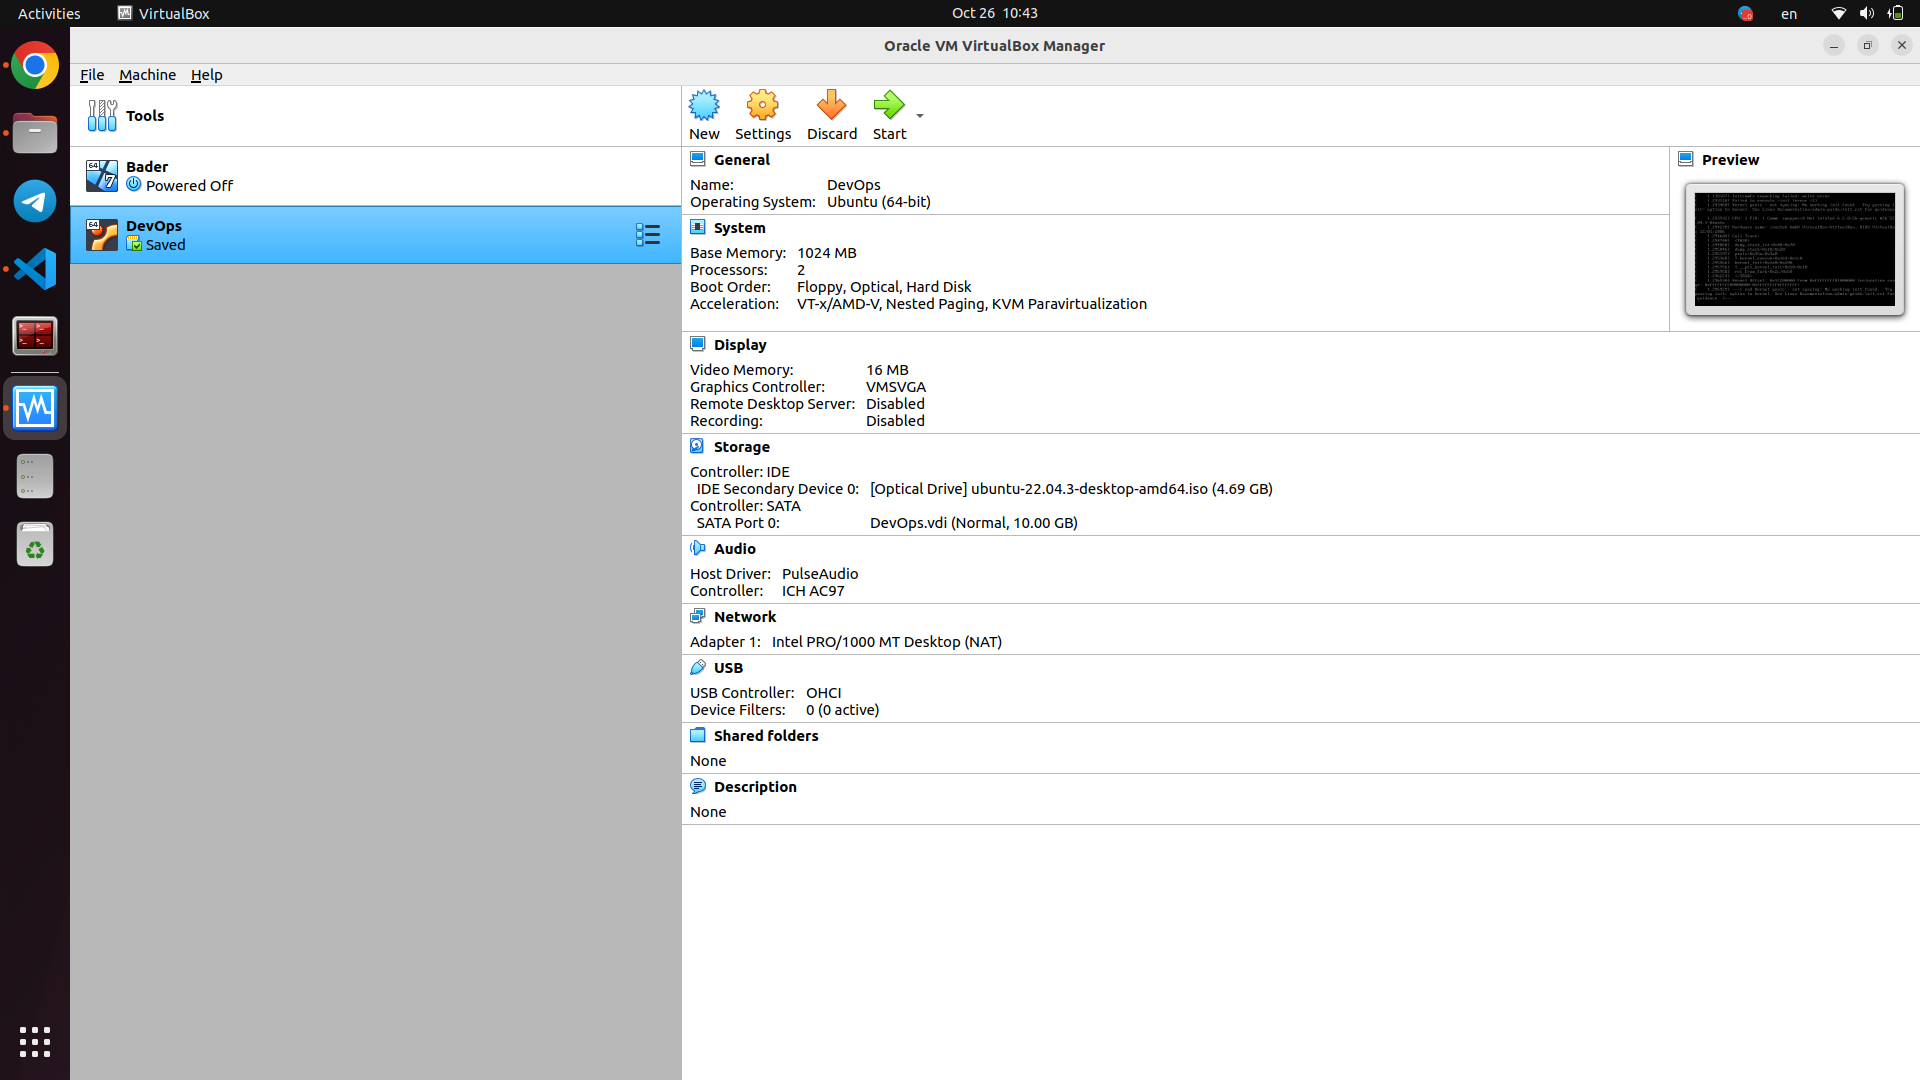 Activities
VirtualBox
Oct 26 10:43
en
Oracle VM VirtualBox Manager
File Machine Help
Tools
Bader
Powered Off
DevOps
Saved
New
Settings
Discard
Start
General
Name: DevOps
Operating System: Ubuntu (64-bit)
System
Base Memory: 1024 MB
Processors: 2
Boot Order: Floppy, Optical, Hard Disk
Acceleration: VT-x/AMD-V, Nested Paging, KVM Paravirtualization
Preview
Display
Video Memory: 16 MB
Graphics Controller: VMSVGA
Remote Desktop Server: Disabled
Recording: Disabled
Storage
Controller: IDE
IDE Secondary Device 0: [Optical Drive] ubuntu-22.04.3-desktop-amd64.iso (4.69 GB)
Controller: SATA
SATA Port 0: DevOps.vdi (Normal, 10.00 GB)
Audio
Host Driver: PulseAudio
Controller: ICH AC97
Network
Adapter 1: Intel PRO/1000 MT Desktop (NAT)
USB
USB Controller: OHCI
Device Filters: 0 (0 active)
Shared folders
None
Description
None